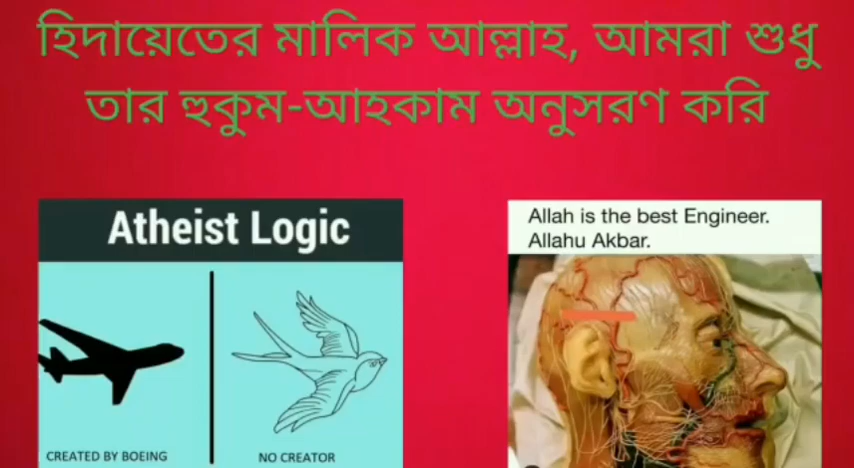 হিদায়েতের মালিক আল্লাহ, আমরা শুধু
তার হুকুম-আহকাম অনুসরণ করি
Atheist Logic
CREATED BY BOEING
NO CREATOR
Allah is the best Engineer.
Allahu Akbar.